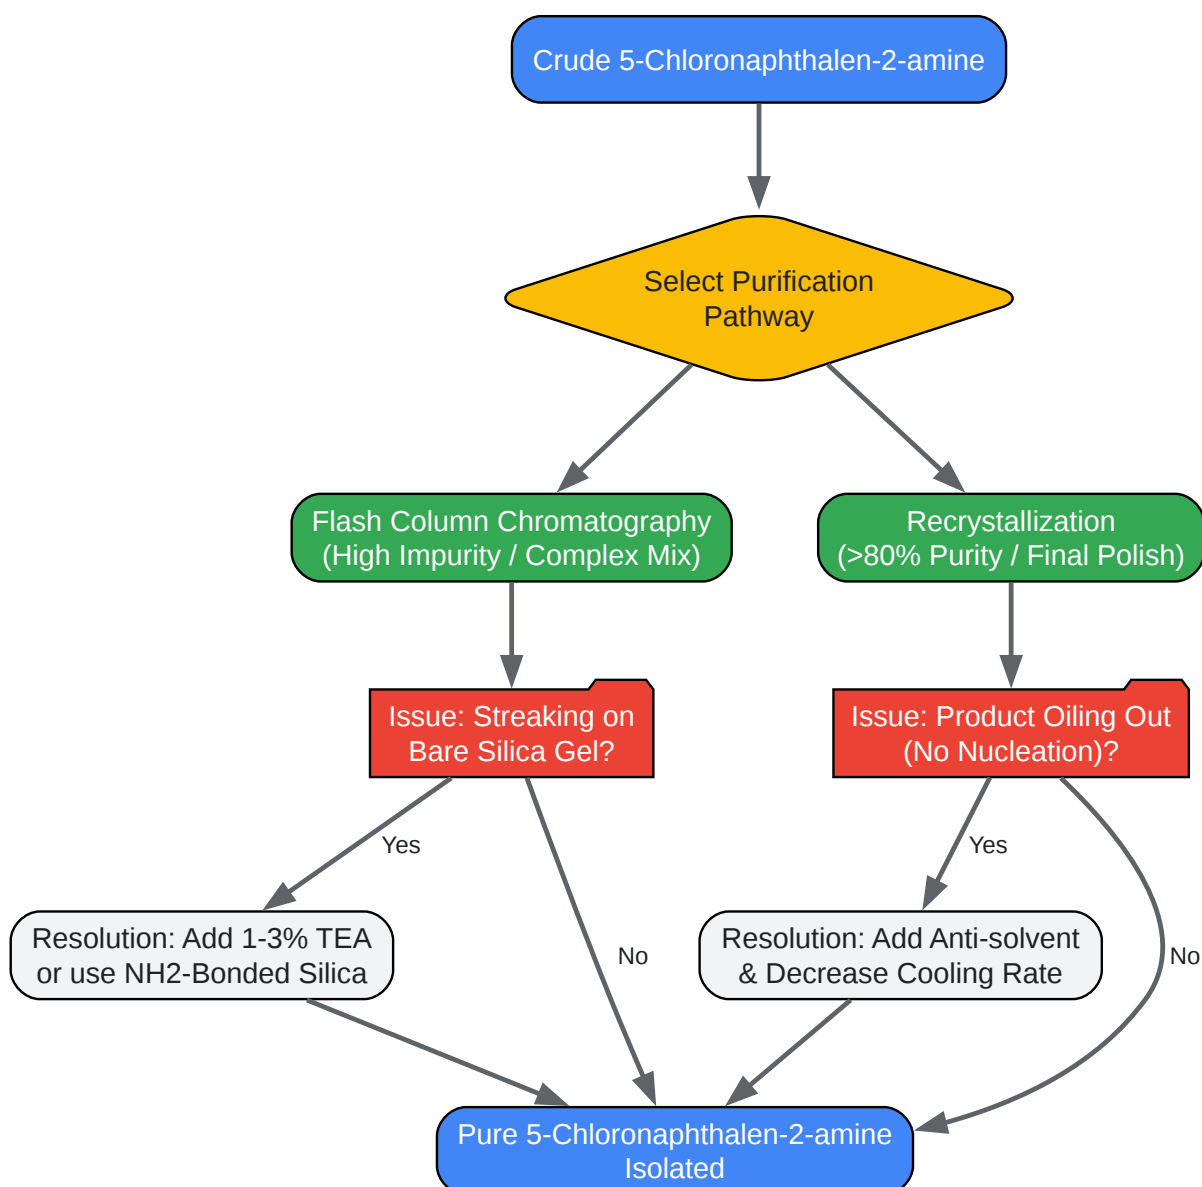 Crude 5-Chloronaphthalen-2-amine
Select Purification
Pathway
Flash Column Chromatography
(High Impurity / Complex Mix)
Recrystallization
(>80% Purity / Final Polish)
Issue: Streaking on
Bare Silica Gel?
Issue: Product Oiling Out
(No Nucleation)?
Yes
Yes
Resolution: Add 1-3% TEA
or use NH2-Bonded Silica
No
Resolution: Add Anti-solvent
& Decrease Cooling Rate
No
Pure 5-Chloronaphthalen-2-amine
Isolated